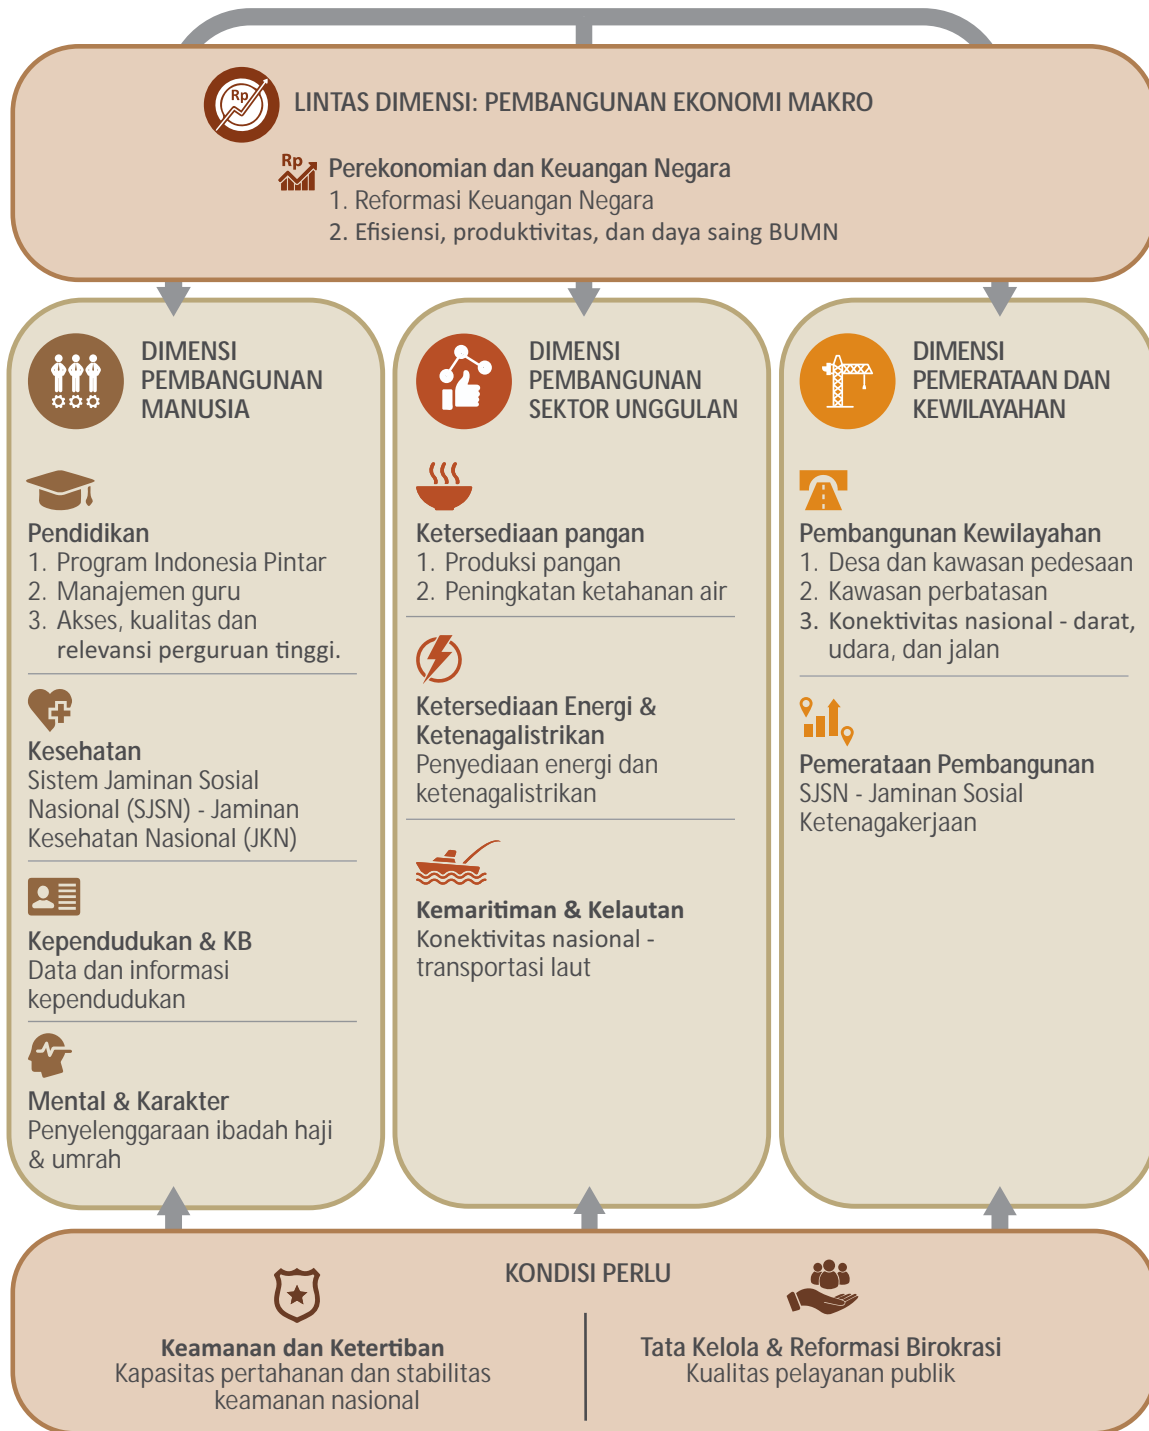 Rp
LINTAS DIMENSI: PEMBANGUNAN EKONOMI MAKRO
Rp
Perekonomian dan Keuangan Negara
1. Reformasi Keuangan Negara
2. Efisiensi, produktivitas, dan daya saing BUMN
DIMENSI
PEMBANGUNAN
MANUSIA
Pendidikan
1. Program Indonesia Pintar
2. Manajemen guru
3. Akses, kualitas dan
relevansi perguruan tinggi.
Kesehatan
Sistem Jaminan Sosial
Nasional (SJSN) - Jaminan
Kesehatan Nasional (JKN)
Kependudukan & KB
Data dan informasi
kependudukan
Mental & Karakter
Penyelenggaraan ibadah haji
& umrah
DIMENSI
PEMBANGUNAN
SEKTOR UNGGULAN
Ketersediaan pangan
1. Produksi pangan
2. Peningkatan ketahanan air
Ketersediaan Energi &
Ketenagalistrikan
Penyediaan energi dan
ketenagalistrikan
Kemaritiman & Kelautan
Konektivitas nasional -
transportasi laut
DIMENSI
PEMERATAAN DAN
KEWILAYAHAN
Pembangunan Kewilayahan
1. Desa dan kawasan pedesaan
2. Kawasan perbatasan
3. Konektivitas nasional - darat,
udara, dan jalan
Pemerataan Pembangunan
SJSN - Jaminan Sosial
Ketenagakerjaan
KONDISI PERLU
Keamanan dan Ketertiban
Kapasitas pertahanan dan stabilitas
keamanan nasional
Tata Kelola & Reformasi Birokrasi
Kualitas pelayanan publik